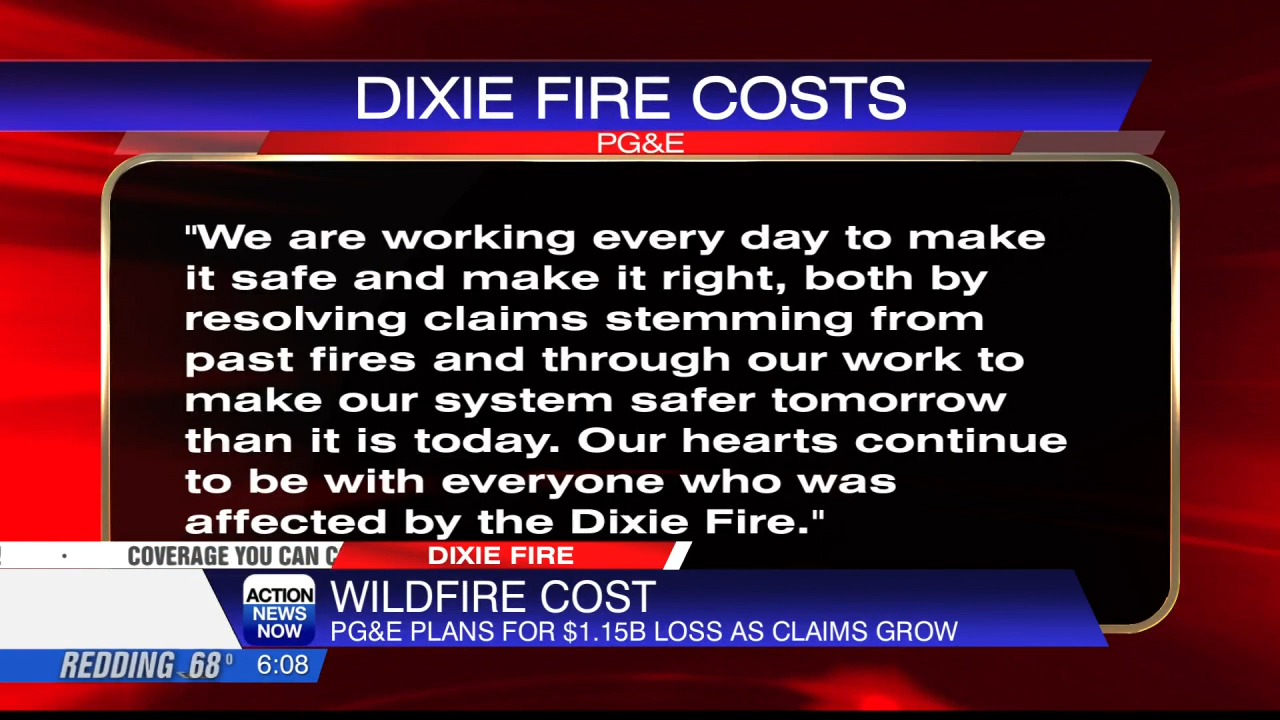 DIXIE FIRE COSTS
PG&E
"We are working every day to make
it safe and make it right, both by
resolving claims stemming from
past fires and through our work to
make our system safer tomorrow
than it is today. Our hearts continue
to be with everyone who was
affected by the Dixie Fire."
COVERAGE YOU CAN
DIXIE FIRE
ACTION
NEWS
NOW
WILDFIRE COST
PG&E PLANS FOR $1.15B LOSS AS CLAIMS GROW
REDDING 68° 6:08